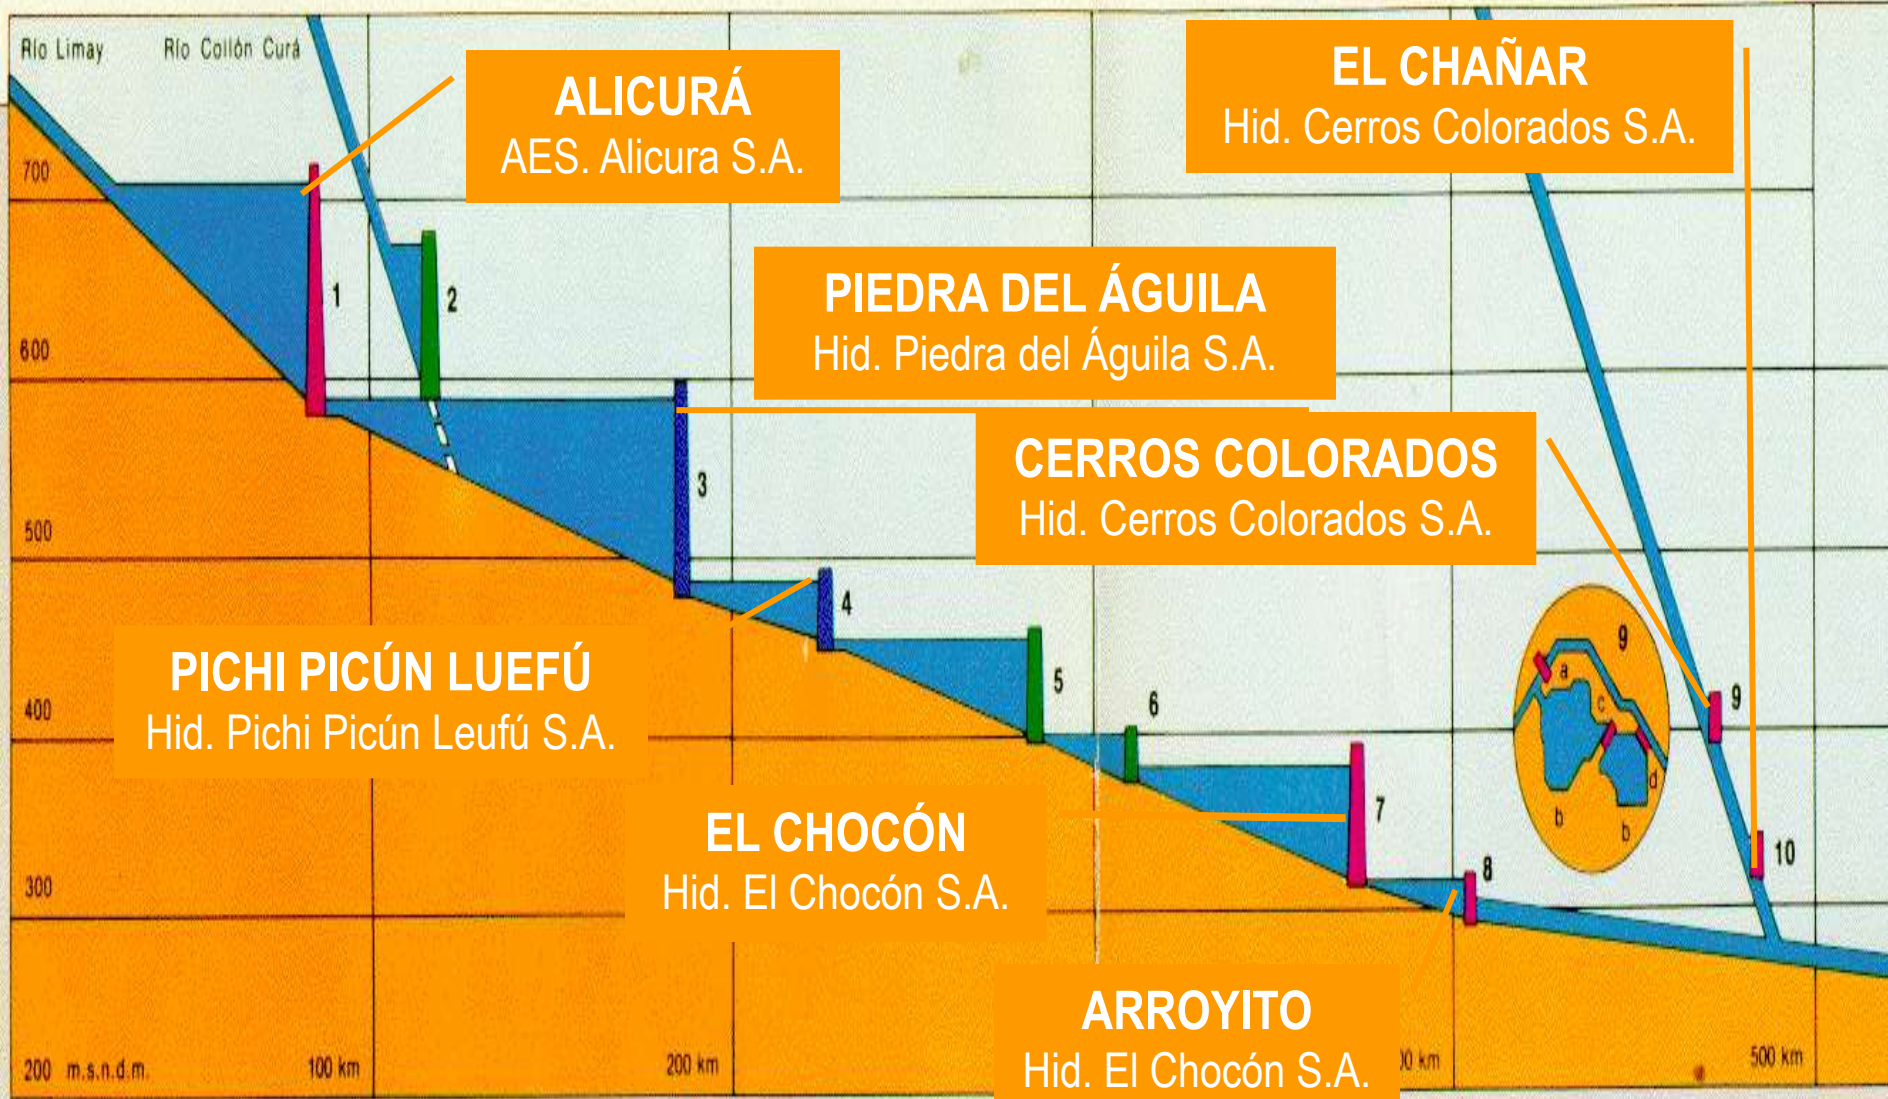 Río Limay
Río Collón Curá
ALICURÁ
AES. Alicura S.A.
EL CHAÑAR
Hid. Cerros Colorados S.A.
700
1
2
PIEDRA DEL ÁGUILA
Hid. Piedra del Águila S.A.
600
CERROS COLORADOS
Hid. Cerros Colorados S.A.
3
500
4
PICHI PICÚN LUEFÚ
Hid. Pichi Picún Leufú S.A.
5
6
9
a
c
d
b
b
9
400
EL CHOCÓN
Hid. El Chocón S.A.
7
8
10
300
ARROYITO
Hid. El Chocón S.A.
200 m.s.n.d.m.
100 km
200 km
00 km
500 km